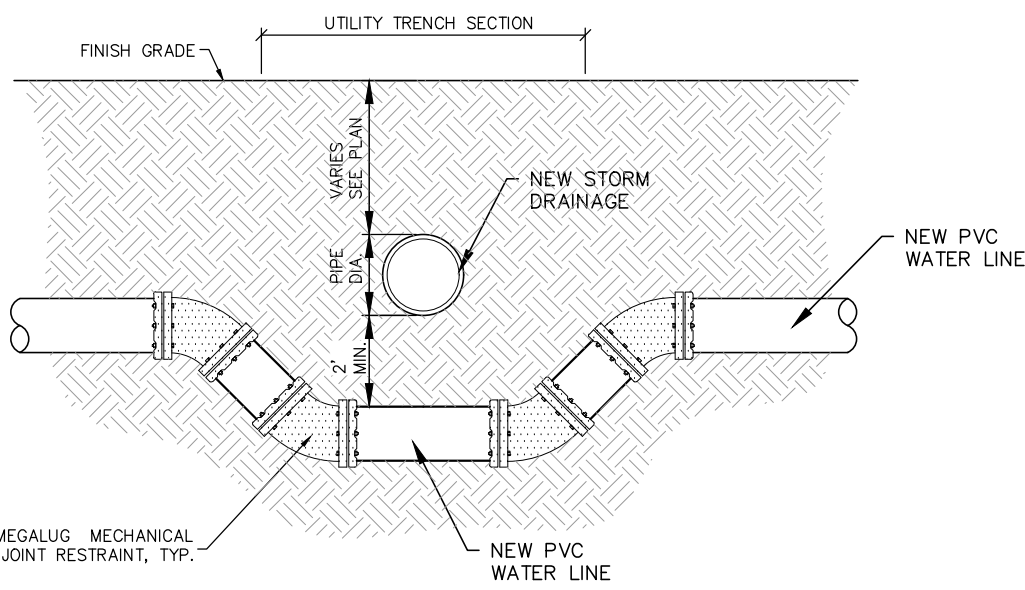 UTILITY TRENCH SECTION
FINISH GRADE
VARIES
SEE PLAN
NEW STORM
DRAINAGE
NEW PVC
WATER LINE
PIPE
DIA.
2'
MIN.
MEGALUG MECHANICAL
JOINT RESTRAINT, TYP.
NEW PVC
WATER LINE